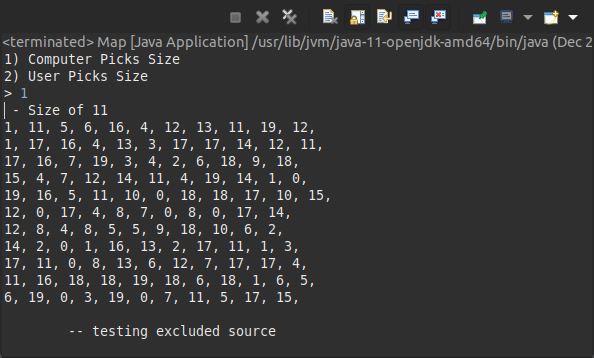 <terminated> Map [Java Application] /usr/lib/jvm/java-11-openjdk-amd64/bin/java (Dec 2
1) Computer Picks Size
2) User Picks Size
> 1
- Size of 11
1, 11, 5, 6, 16, 4, 12, 13, 11, 19, 12,
1, 17, 16, 4, 13, 3, 17, 17, 14, 12, 11,
17, 16, 7, 19, 3, 4, 2, 6, 18, 9, 18,
15, 4, 7, 12, 14, 11, 4, 19, 14, 1, 0,
19, 16, 5, 11, 10, 0, 18, 18, 17, 10, 15,
12, 0, 17, 4, 8, 7, 0, 8, 0, 17, 14,
12, 8, 4, 8, 5, 5, 9, 18, 10, 6, 2,
14, 2, 0, 1, 16, 13, 2, 17, 11, 1, 3,
17, 11, 0, 8, 13, 6, 12, 7, 17, 17, 4,
11, 16, 18, 18, 19, 18, 6, 18, 1, 6, 5,
6, 19, 0, 3, 19, 0, 7, 11, 5, 17, 15,
-- testing excluded source